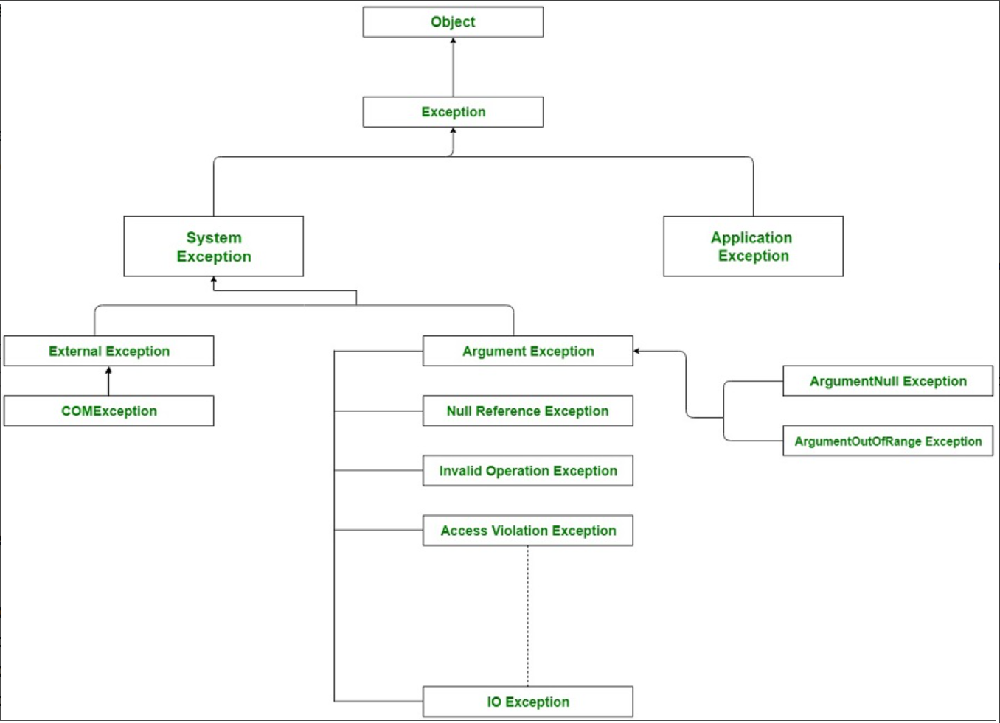 Object
Exception
System
Exception
Application
Exception
External Exception
Argument Exception
ArgumentNull Exception
COMException
Null Reference Exception
ArgumentOutOfRange Exception
Invalid Operation Exception
Access Violation Exception
IO Exception